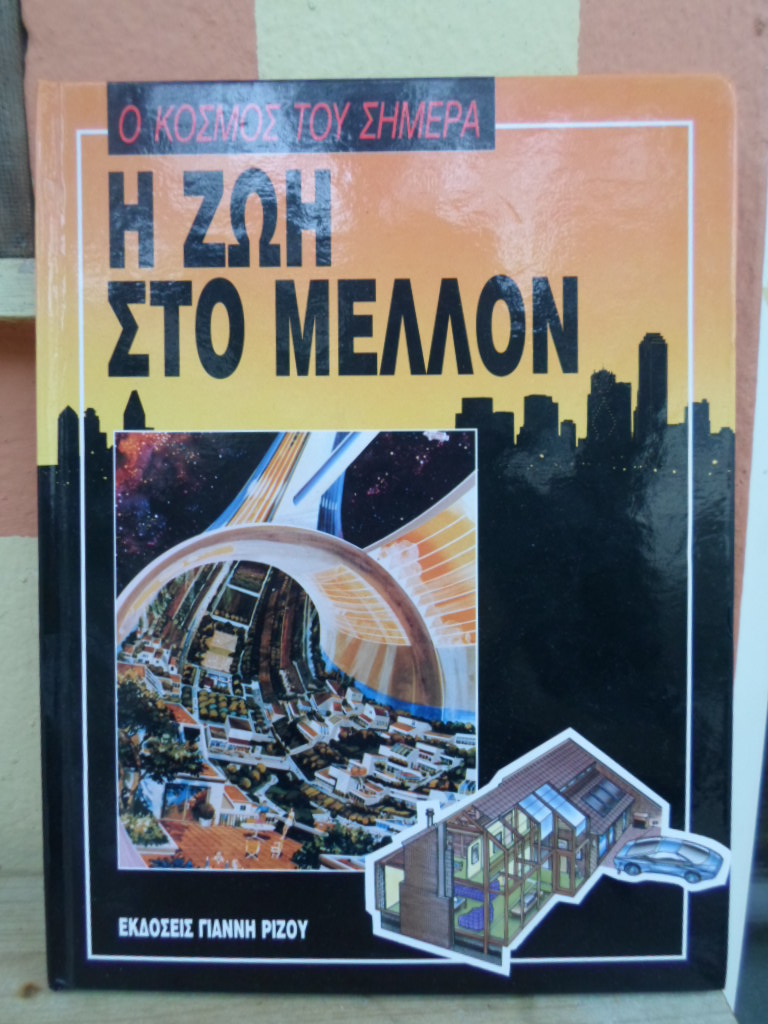 Ο ΚΟΣΜΟΣ ΤΟΥ ΣΗΜΕΡΑ
Η ΖΩΗ
ΣΤΟ ΜΕΛΛΟΝ
ΕΚΔΟΣΕΙΣ ΓΙΑΝΝΗ ΡΙΖΟΥ